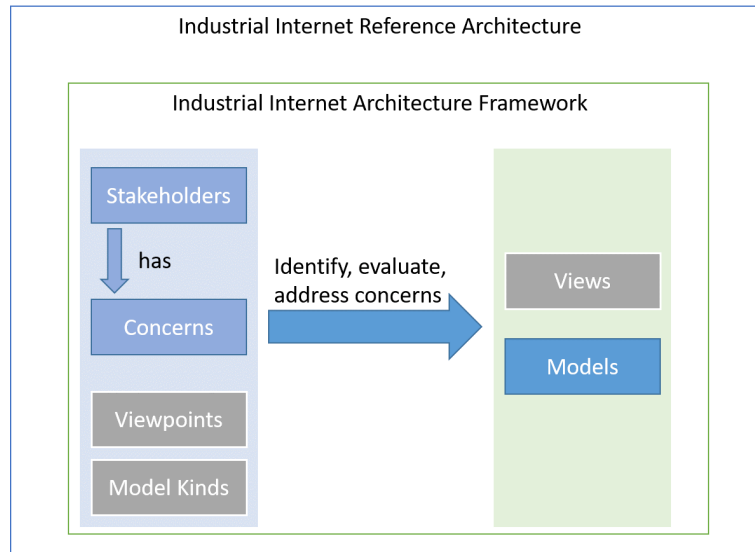 Industrial Internet Reference Architecture
Industrial Internet Architecture Framework
Stakeholders
has
Concerns
Viewpoints
Model Kinds
Identify, evaluate,
address concerns
Views
Models